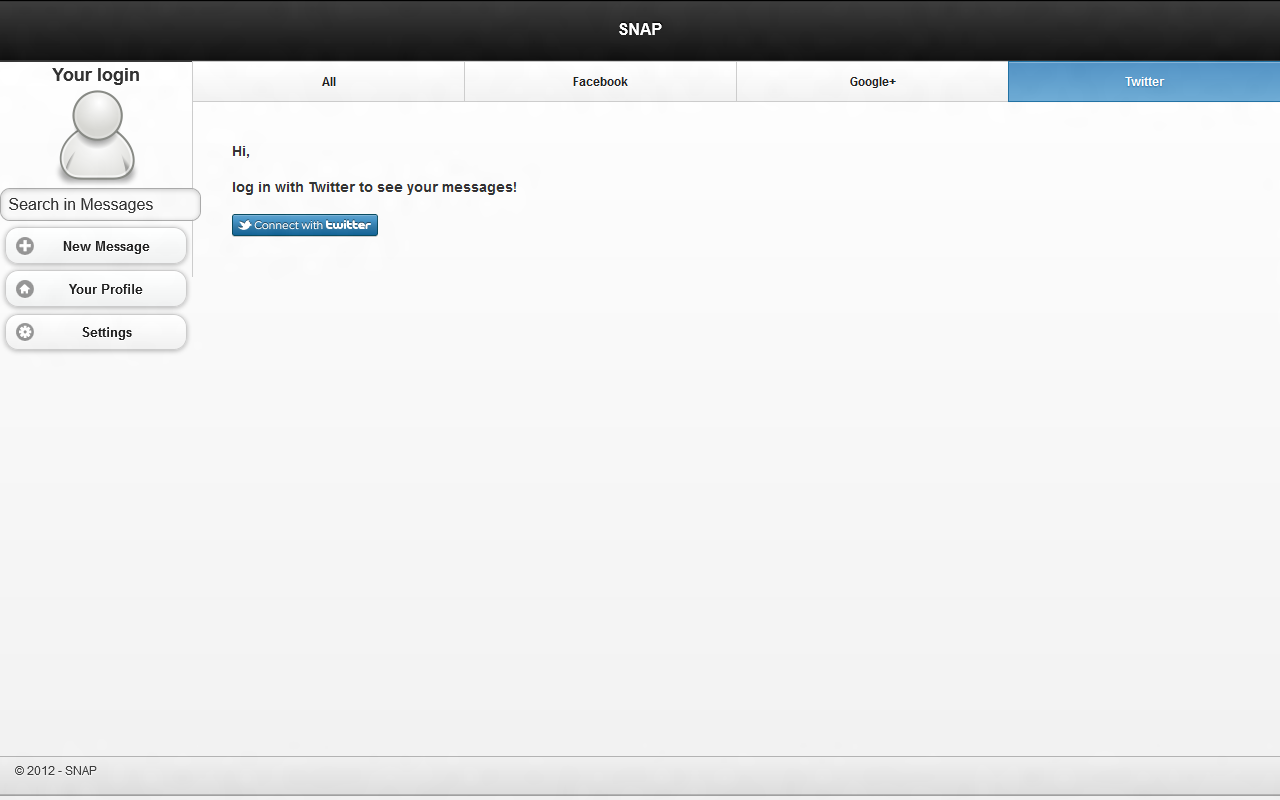 SNAP
Your login
All
Facebook
Google+
Twitter
Search in Messages
New Message
Your Profile
Settings
Hi,
log in with Twitter to see your messages!
Connect with twitter
© 2012 - SNAP